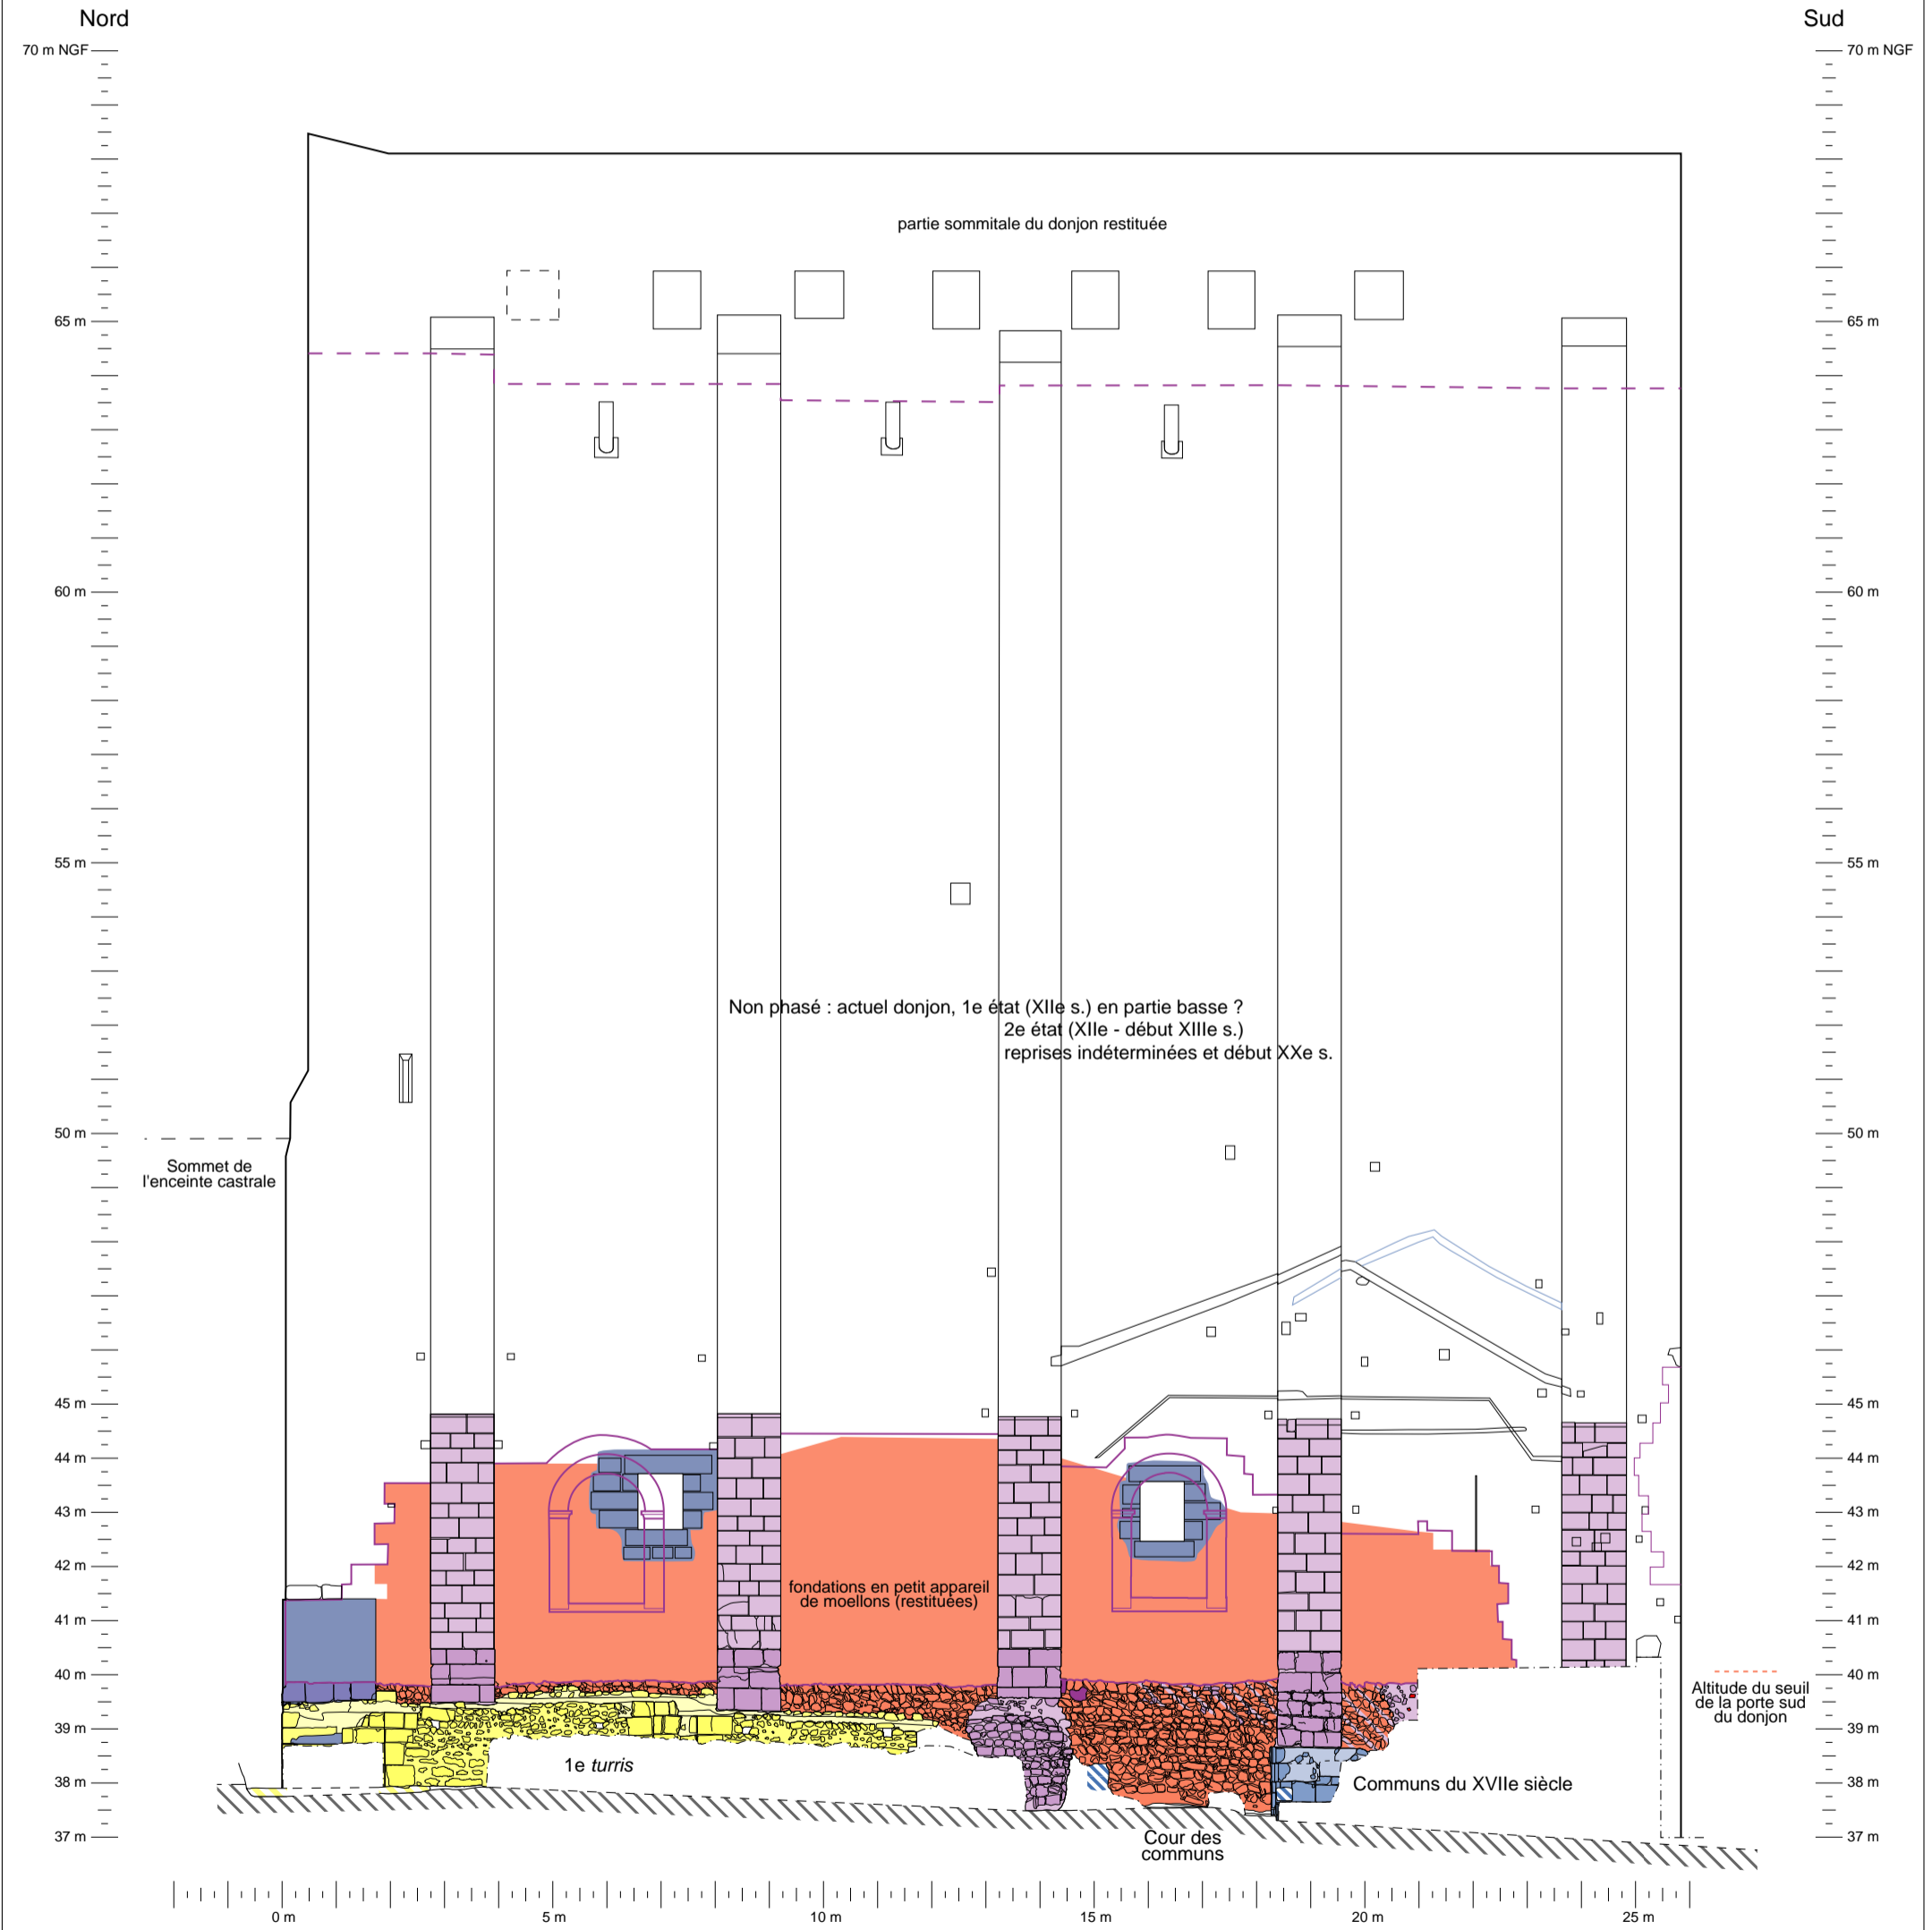 Nord
Sud
70 m NGF
70 m NGF
partie sommitale du donjon restituée
65 m
65 m
60 m
60 m
55 m
55 m
Non phasé : actuel donjon, 1e état (XIIe s.) en partie basse ?
2e état (XIIe - début XIIIe s.)
reprises indéterminées et début XXe s.
50 m
50 m
Sommet de
l'enceinte castrale
45 m
45 m
44 m
44 m
43 m
43 m
42 m
42 m
fondations en petit appareil
de moellons (restituées)
41 m
41 m
40 m
40 m
Altitude du seuil
de la porte sud
du donjon
39 m
39 m
1e turris
38 m
38 m
Communs du XVIIe siècle
37 m
37 m
Cour des
communs
0 m
5 m
10 m
15 m
20 m
25 m